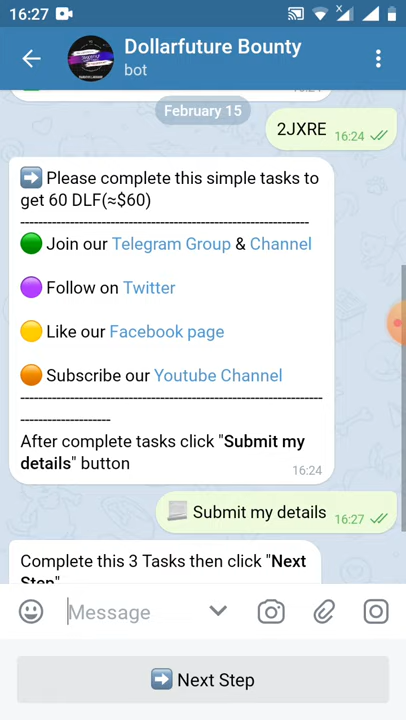 16:27
Dollarfuture Bounty
bot
February 15
2JXRE 16:24
➡️ Please complete this simple tasks to
get 60 DLF(≈$60)
-------------------------------------------------------
🟢 Join our Telegram Group & Channel
🟣 Follow on Twitter
🟡 Like our Facebook page
🟠 Subscribe our Youtube Channel
----------------------------------------------------------
-----------------
After complete tasks click "Submit my
details" button
16:24
Submit my details 16:27
Complete this 3 Tasks then click "Next
Step"
Message
➡️ Next Step